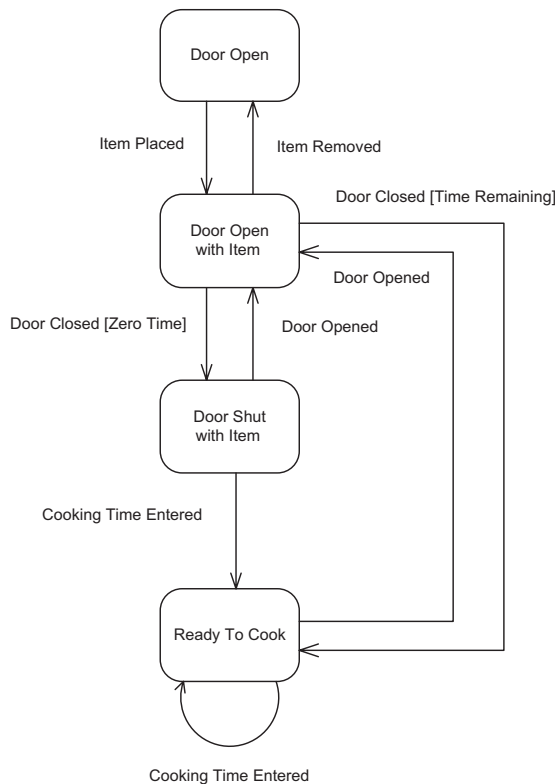 Door Open
Item Placed
Item Removed
Door Closed [Time Remaining]
Door Open
with Item
Door Opened
Door Closed [Zero Time]
Door Opened
Door Shut
with Item
Cooking Time Entered
Ready To Cook
Cooking Time Entered